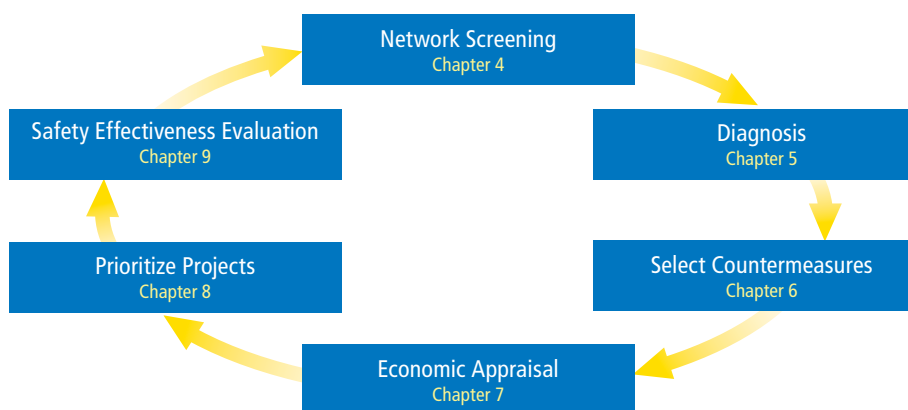 Network Screening
Chapter 4
Diagnosis
Chapter 5
Select Countermeasures
Chapter 6
Economic Appraisal
Chapter 7
Prioritize Projects
Chapter 8
Safety Effectiveness Evaluation
Chapter 9